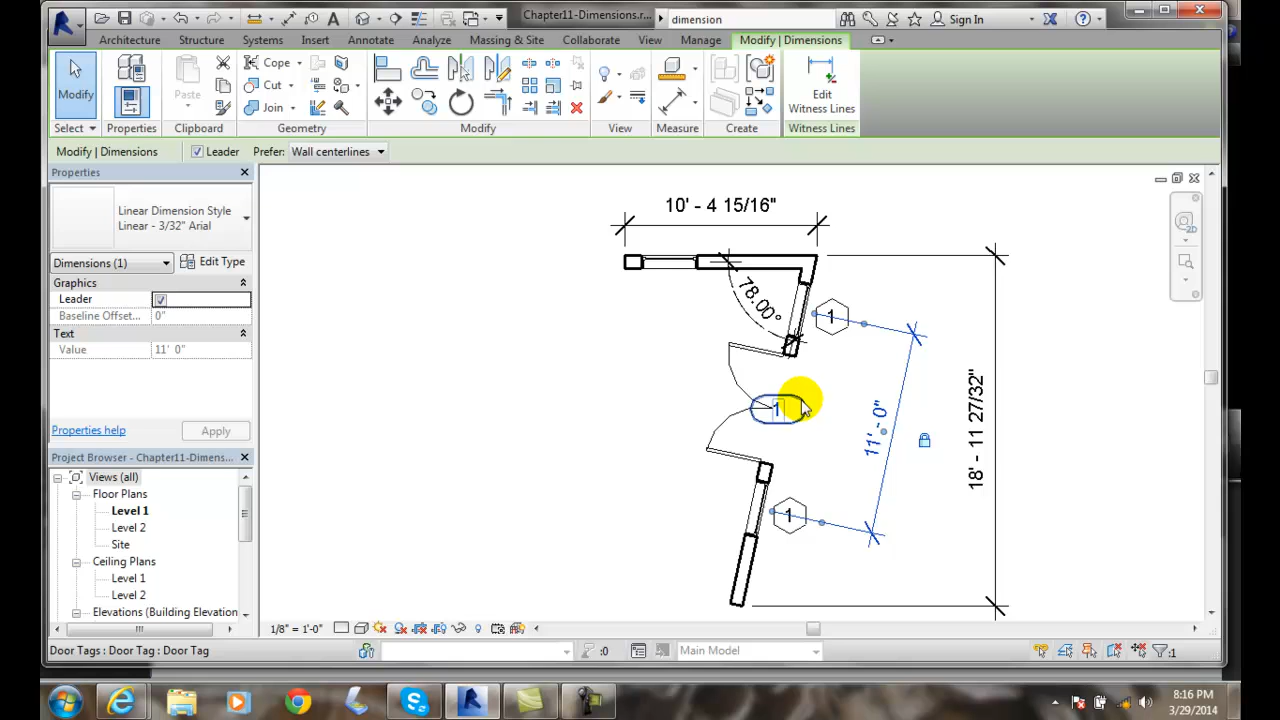 Chapter11-Dimensions.r...
dimension
Sign In
Architecture Structure Systems Insert Annotate Analyze Massing & Site Collaborate View Manage Modify | Dimensions
Modify
Paste
Cope
Cut
Join
Edit
Witness Lines
Select Properties Clipboard Geometry Modify View Measure Create Witness Lines
Modify | Dimensions Leader Prefer: Wall centerlines
Properties
Linear Dimension Style
Linear - 3/32" Arial
Dimensions (1) Edit Type
Graphics
Leader
Baseline Offset... 0"
Text
Value 11' 0"
Properties help Apply
Project Browser - Chapter11-Dimens...
Views (all)
Floor Plans
Level 1
Level 2
Site
Ceiling Plans
Level 1
Level 2
Elevations (Building Elevation
10' - 4 15/16"
78.00°
1
1
11' - 0"
18' - 11 27/32"
1
2D
1/8" = 1'-0"
Door Tags : Door Tag : Door Tag
:0
Main Model
:1
8:16 PM
3/29/2014